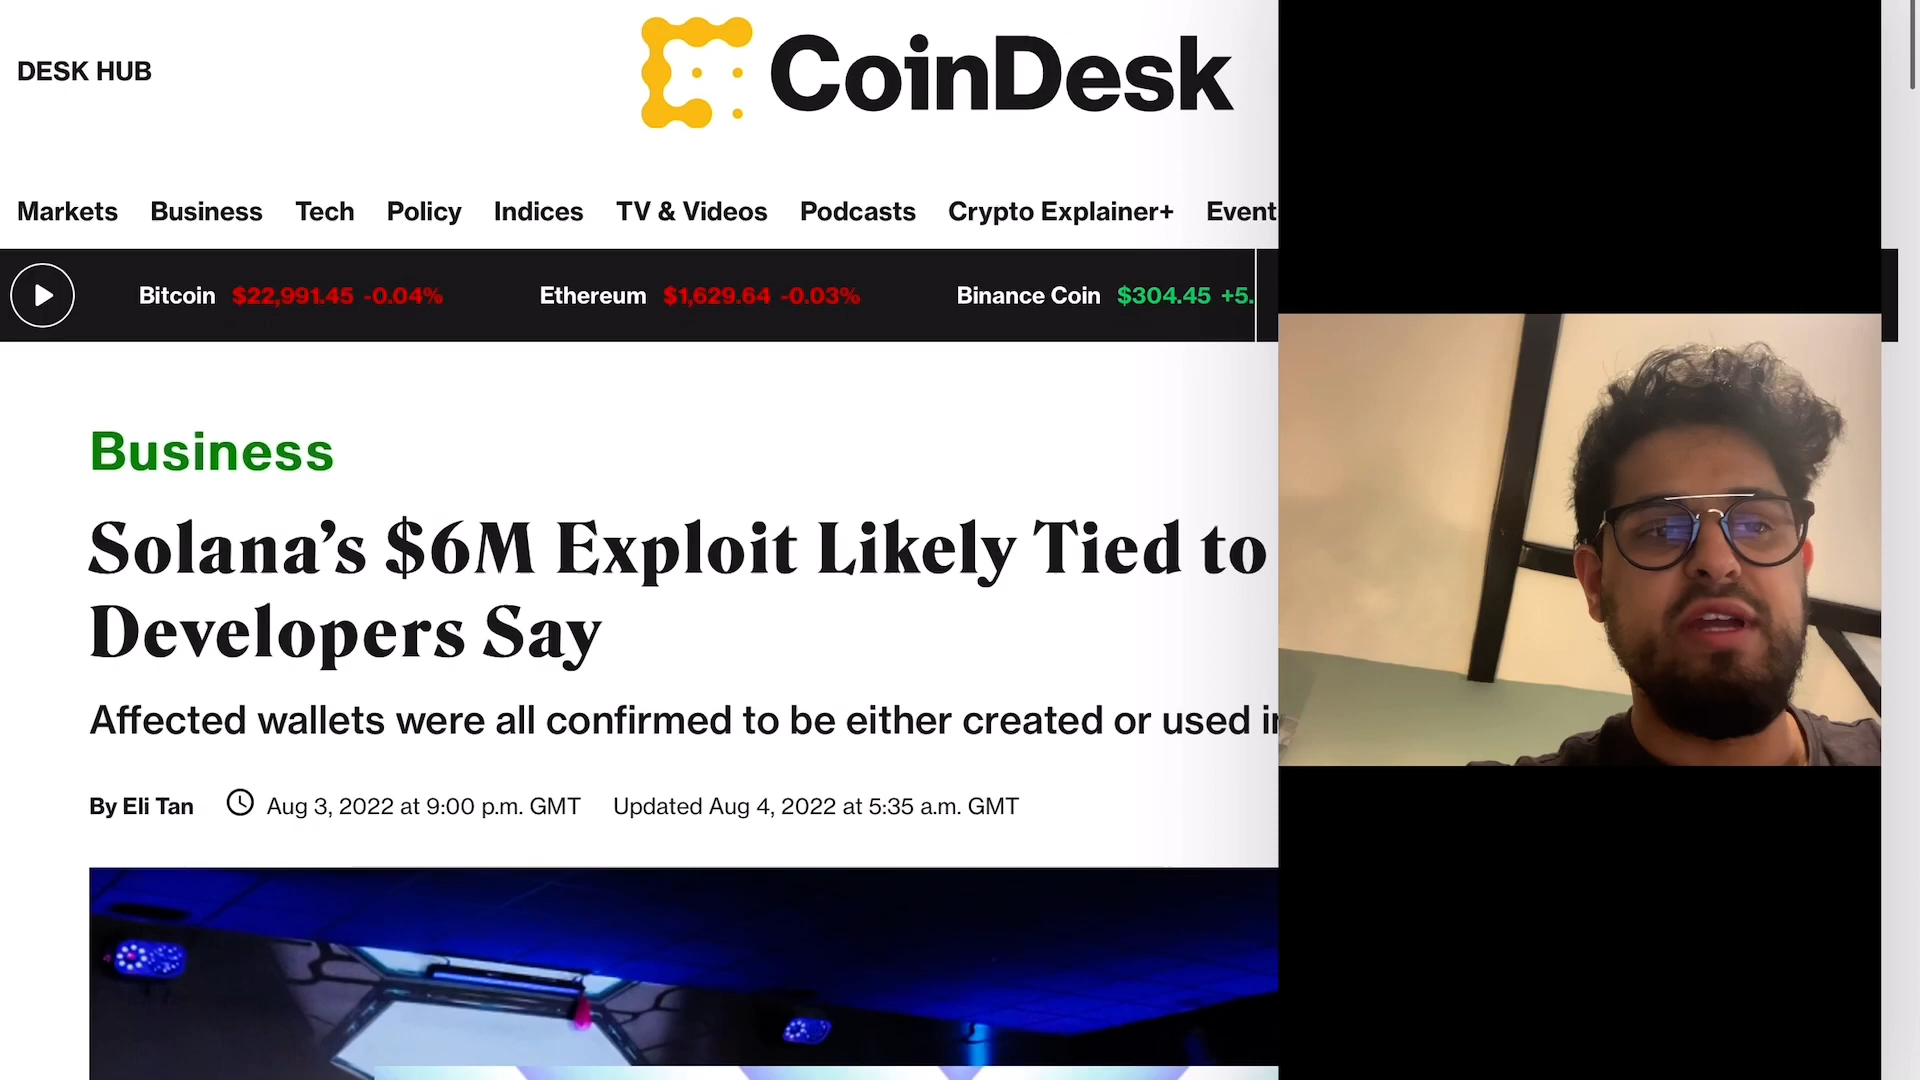 DESK HUB
CoinDesk
Markets Business Tech Policy Indices TV & Videos Podcasts Crypto Explainer+ Event
Bitcoin $22,991.45 -0.04% Ethereum $1,629.64 -0.03% Binance Coin $304.45 +5.
Business
Solana’s $6M Exploit Likely Tied to
Developers Say
Affected wallets were all confirmed to be either created or used
By Eli Tan Aug 3, 2022 at 9:00 p.m. GMT Updated Aug 4, 2022 at 5:35 a.m. GMT